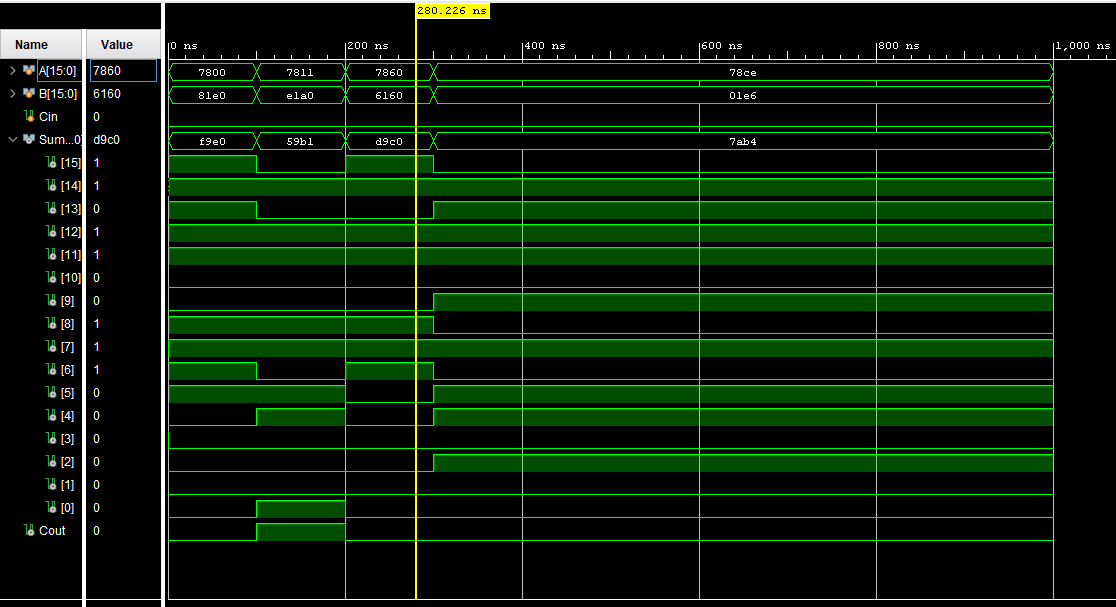 280.226 ns
Name Value 0 ns 200 ns 400 ns 600 ns 800 ns 1,000 ns
A[15:0] 7860 7800 7811 7860 78ce
B[15:0] 6160 81e0 e1a0 6160 01e6
Cin 0
Sum...0] d9c0 f9e0 59b1 d9c0 7ab4
[15] 1
[14] 1
[13] 0
[12] 1
[11] 1
[10] 0
[9] 0
[8] 1
[7] 1
[6] 1
[5] 0
[4] 0
[3] 0
[2] 0
[1] 0
[0] 0
Cout 0